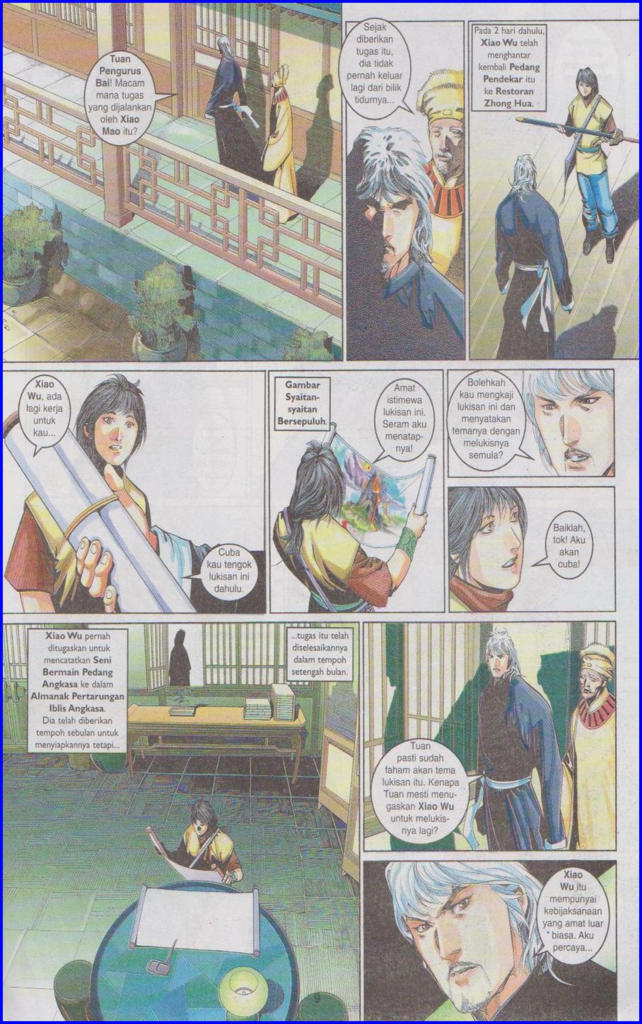 Tuan
Pengurus
Bai! Macam
mana tugas
yang dijalankan
oleh Xiao
Mao itu?
Sejak
diberikan
tugas itu,
dia tidak
pernah keluar
lagi dari bilik
tidurnya...
Pada 2 hari dahulu,
Xiao Wu telah
menghantar
kembali Pedang
Pendekar itu
ke Restoran
Zhong Hua.
Xiao
Wu, ada
lagi kerja
untuk
kau...
Cuba
kau tengok
lukisan ini
dahulu.
Gambar
Syaitan-
syaitan
Bersepuluh.
Amat
istimewa
lukisan ini.
Seram aku
menatap-
nya!
Bolehkah
kau mengkaji
lukisan ini dan
menyatakan
temanya dengan
melukisnya
semula?
Baiklah,
tok! Aku
akan
cuba!
Xiao Wu pernah
ditugaskan untuk
mencatatkan Seni
Bermain Pedang
Angkasa ke dalam
Almanak Pertarungan
Iblis Angkasa.
Dia telah diberikan
tempoh sebulan untuk
menyiapkannya tetapi...
...tugas itu telah
diselesaikannya
dalam tempoh
setengah bulan.
Tuan
pasti sudah
faham akan tema
lukisan itu. Kenapa
Tuan mesti menu-
gaskan Xiao Wu
untuk melukis-
nya lagi?
Xiao
Wu itu
mempunyai
kebijaksanaan
yang amat luar
biasa. Aku
percaya...
9